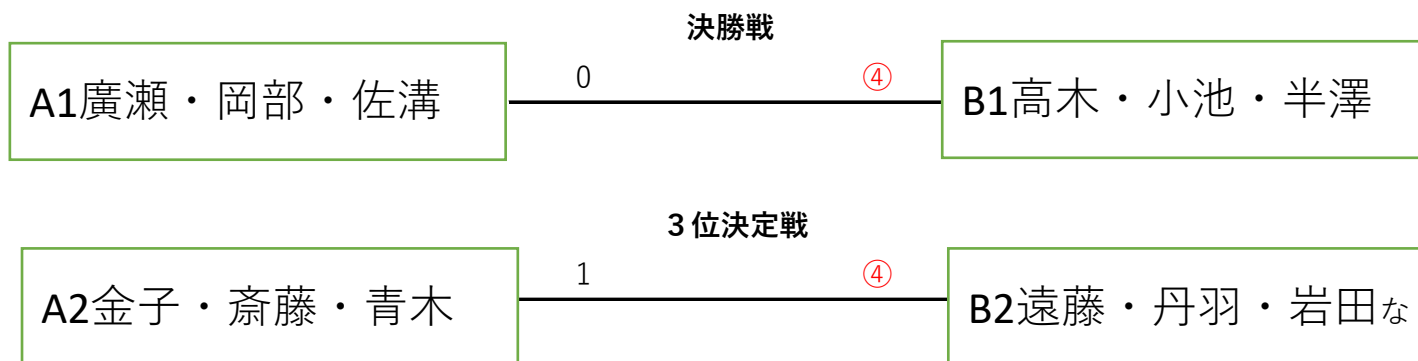 決勝戦
A1廣瀬・岡部・佐溝
0
④
B1高木・小池・半澤
３位決定戦
A2金子・斎藤・青木
1
④
B2遠藤・丹羽・岩田な